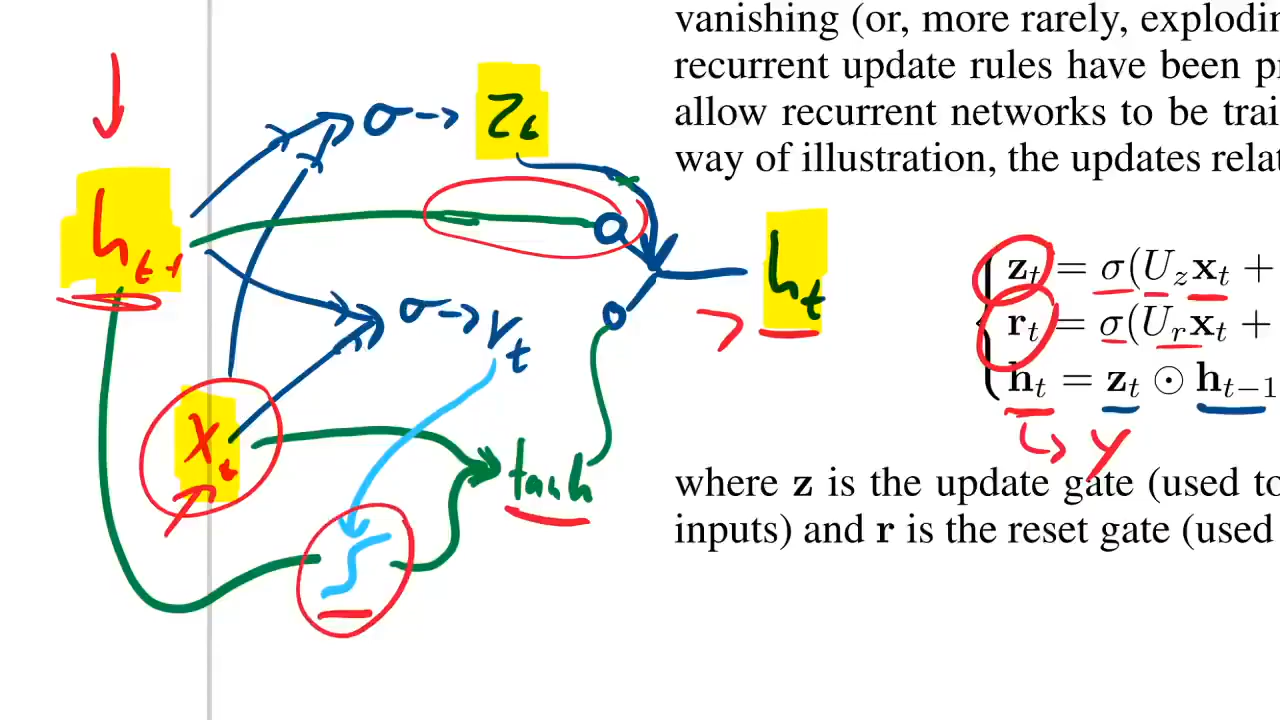 vanishing (or, more rarely, explodin
recurrent update rules have been pr
allow recurrent networks to be trai
way of illustration, the updates relat
z_t = σ(U_z x_t +
r_t = σ(U_r x_t +
h_t = z_t ⊙ h_{t−1}
y
where z is the update gate (used to
inputs) and r is the reset gate (used
σ → z_t
h_{t-1}
h_t
σ → r_t
x_t
tanh